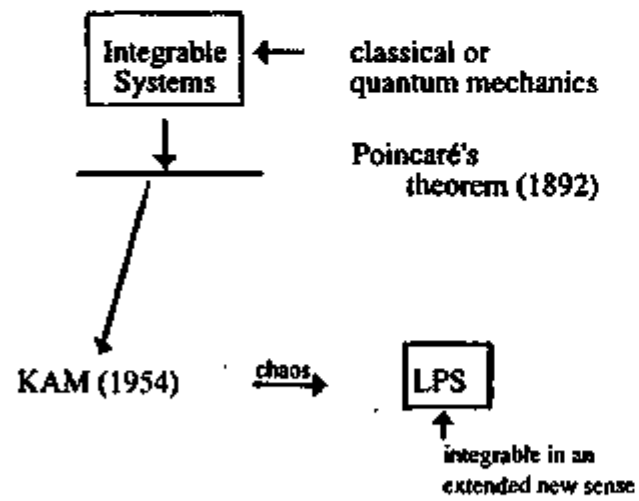 Integrable
Systems
classical or
quantum mechanics
Poincaré's
theorem (1892)
KAM (1954)
chaos
LPS
integrable in an
extended new sense